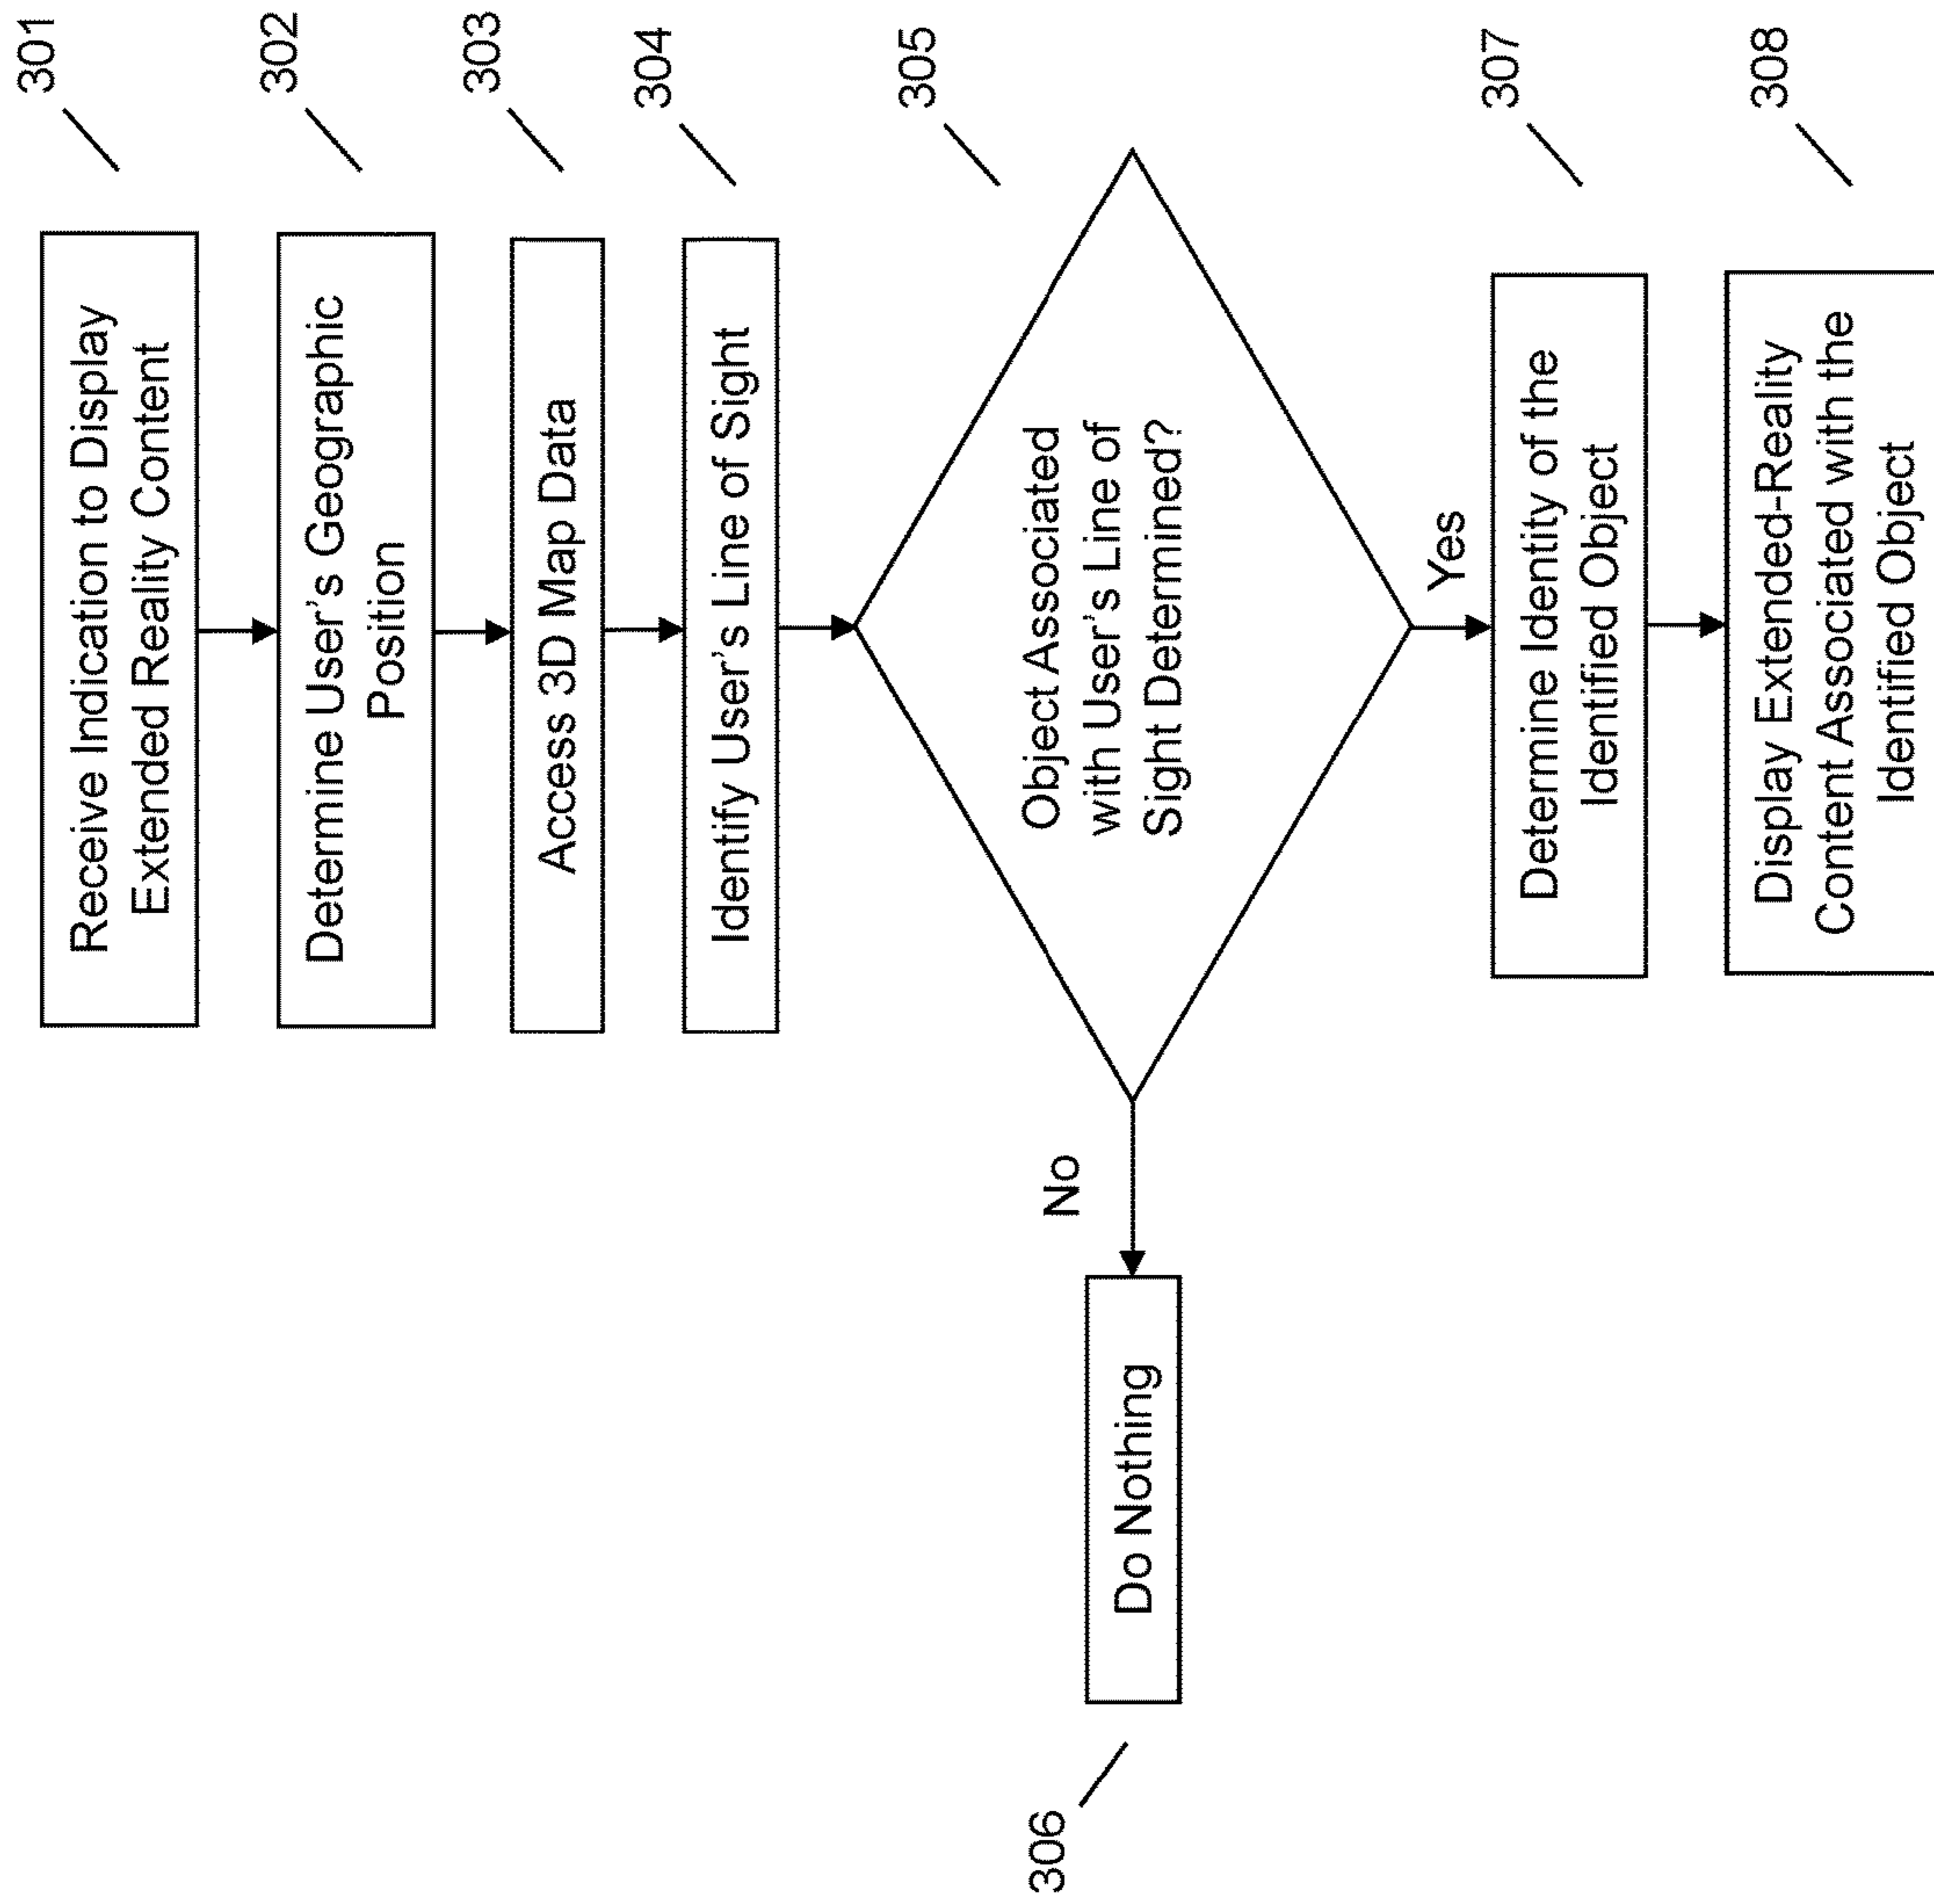 301
Receive Indication to Display
Extended Reality Content
302
Determine User's Geographic
Position
303
Access 3D Map Data
304
Identify User's Line of Sight
305
Object Associated
with User's Line of
Sight Determined?
No
306
Do Nothing
Yes
307
Determine Identity of the
Identified Object
308
Display Extended-Reality
Content Associated with the
Identified Object